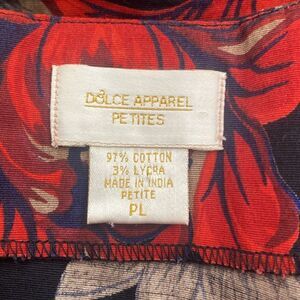 DOLCE APPAREL
PETITES
97% COTTON
3% LYCRA
MADE IN INDIA
PETITE
PL